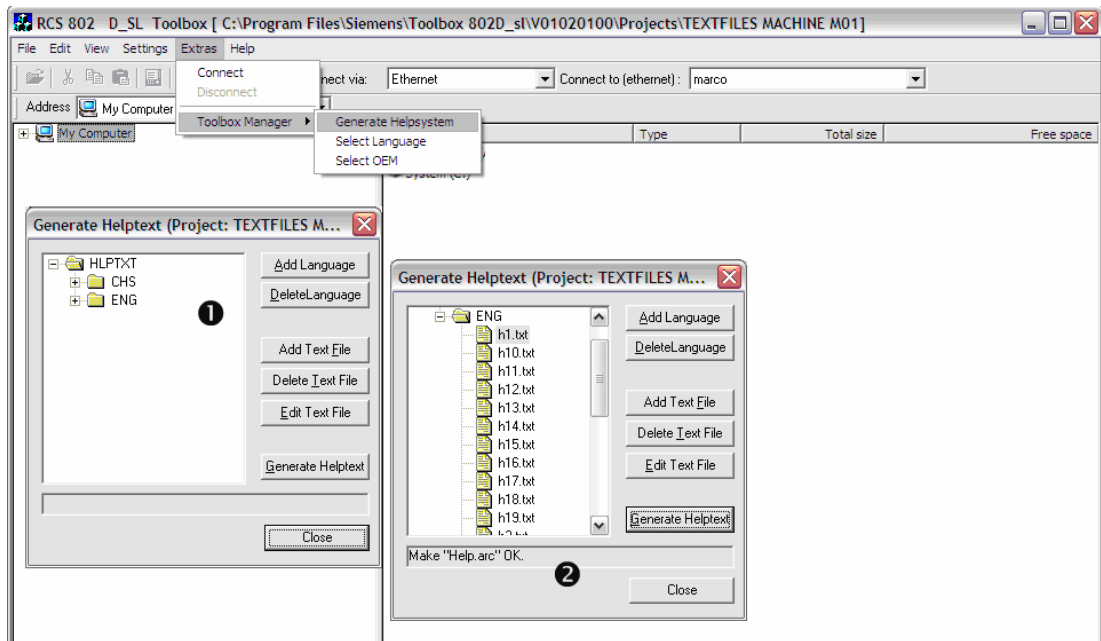 RCS 802 D_SL Toolbox [ C:\Program Files\Siemens\Toolbox 802D_sl\V01020100\Projects\TEXTFILES MACHINE M01]
File Edit View Settings Extras Help
Connect
Disconnect
Toolbox Manager
Generate Helpsystem
Select Language
Select OEM
nect via: Ethernet Connect to (ethernet) : marco
Address My Computer
My Computer
Type Total size Free space
System (C:)
Generate Helptext (Project: TEXTFILES M...
HLPTXT
CHS
ENG
Add Language
DeleteLanguage
Add Text File
Delete Text File
Edit Text File
Generate Helptext
Close
1
Generate Helptext (Project: TEXTFILES M...
ENG
h1.txt
h10.txt
h11.txt
h12.txt
h13.txt
h14.txt
h15.txt
h16.txt
h17.txt
h18.txt
h19.txt
Add Language
DeleteLanguage
Add Text File
Delete Text File
Edit Text File
Generate Helptext
Make "Help.arc" OK.
2
Close